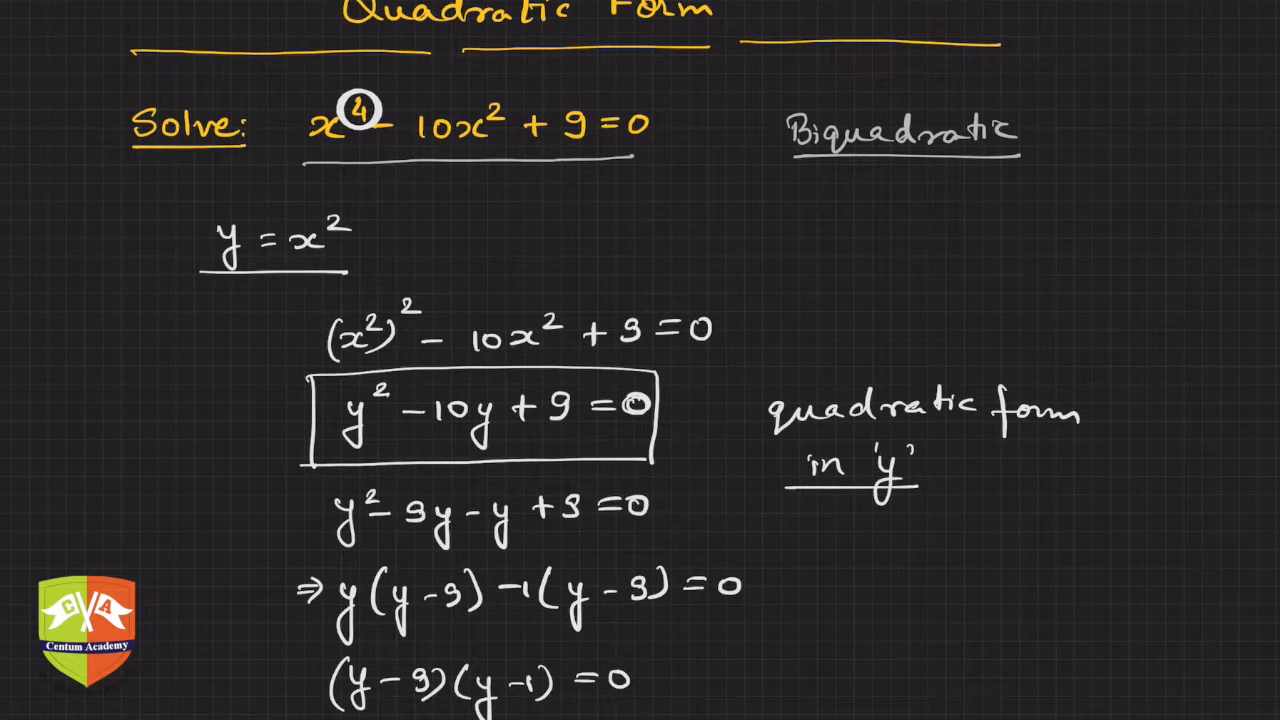 Quadratic Form
Solve: x⁴ - 10x² + 9 = 0
Biquadratic
y = x²
(x²)² - 10x² + 9 = 0
y² - 10y + 9 = 0
quadratic form
in 'y'
y² - 9y - y + 9 = 0
⇒ y(y - 9) - 1(y - 9) = 0
(y - 9)(y - 1) = 0
C A
Centum Academy